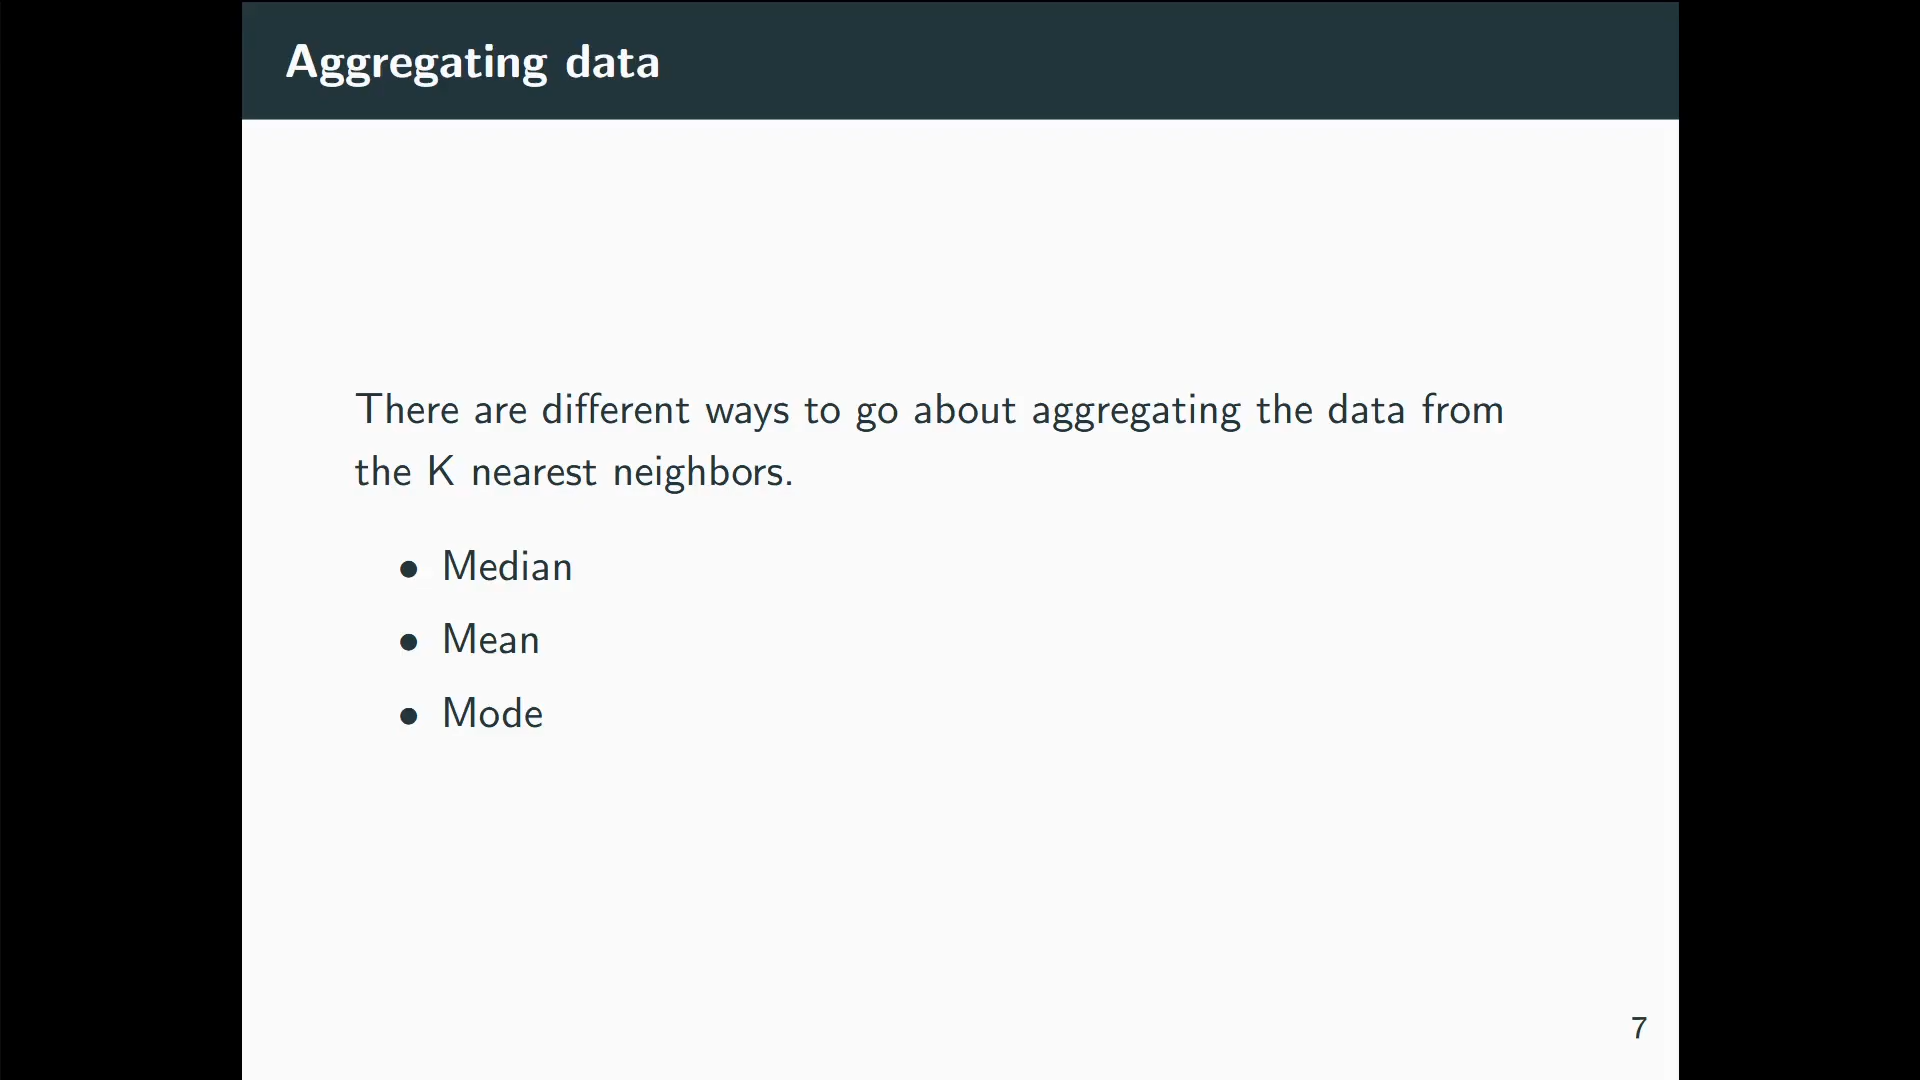 Aggregating data
There are different ways to go about aggregating the data from
the K nearest neighbors.
• Median
• Mean
• Mode
7